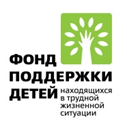 ФОНД
ПОДДЕРЖКИ
ДЕТЕЙ
находящихся
в трудной
жизненной
ситуации